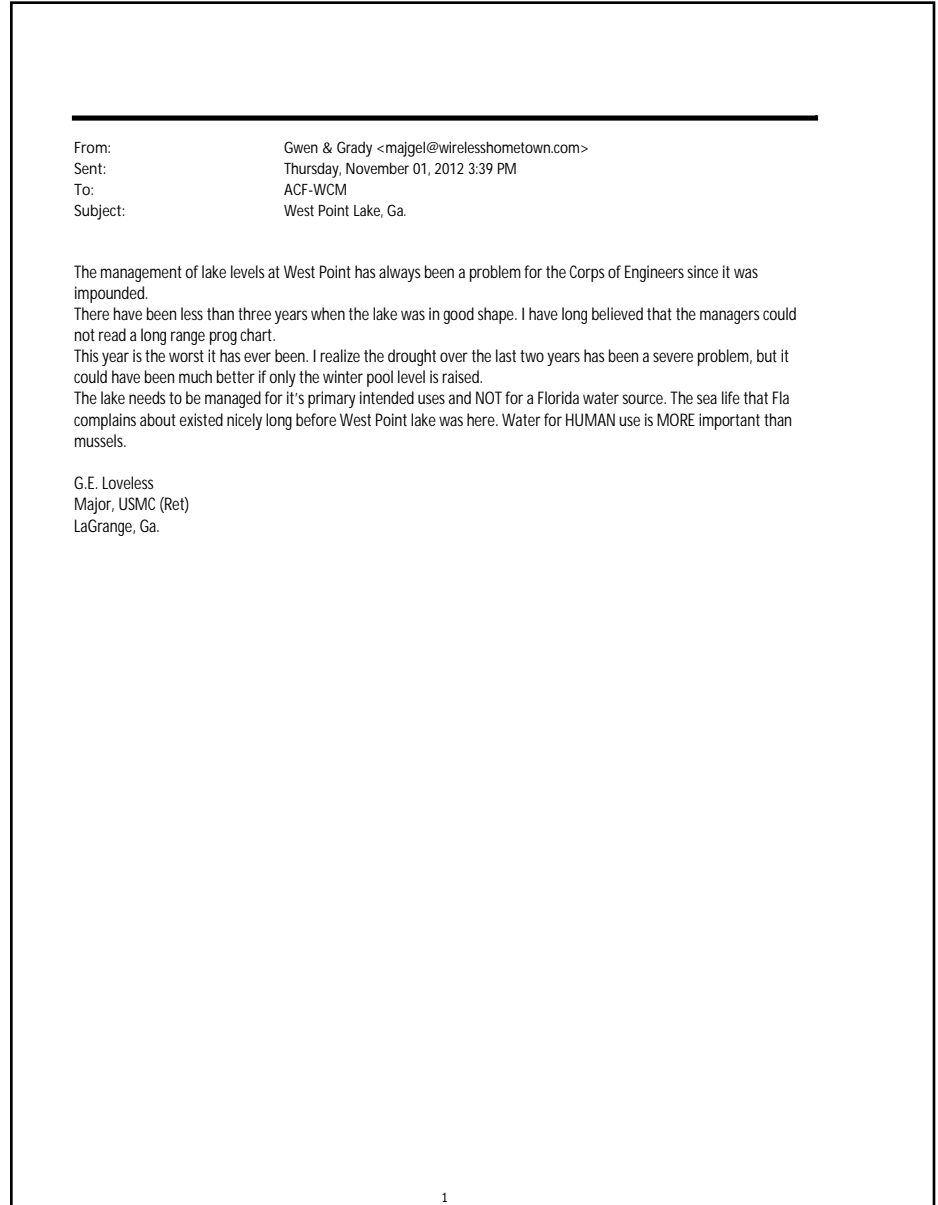 From: Gwen & Grady <majgel@wirelesshometown.com>
Sent: Thursday, November 01, 2012 3:39 PM
To: ACF-WCM
Subject: West Point Lake, Ga.
The management of lake levels at West Point has always been a problem for the Corps of Engineers since it was
impounded.
There have been less than three years when the lake was in good shape. I have long believed that the managers could
not read a long range prog chart.
This year is the worst it has ever been. I realize the drought over the last two years has been a severe problem, but it
could have been much better if only the winter pool level is raised.
The lake needs to be managed for it's primary intended uses and NOT for a Florida water source. The sea life that Fla
complains about existed nicely long before West Point lake was here. Water for HUMAN use is MORE important than
mussels.
G.E. Loveless
Major, USMC (Ret)
LaGrange, Ga.
1